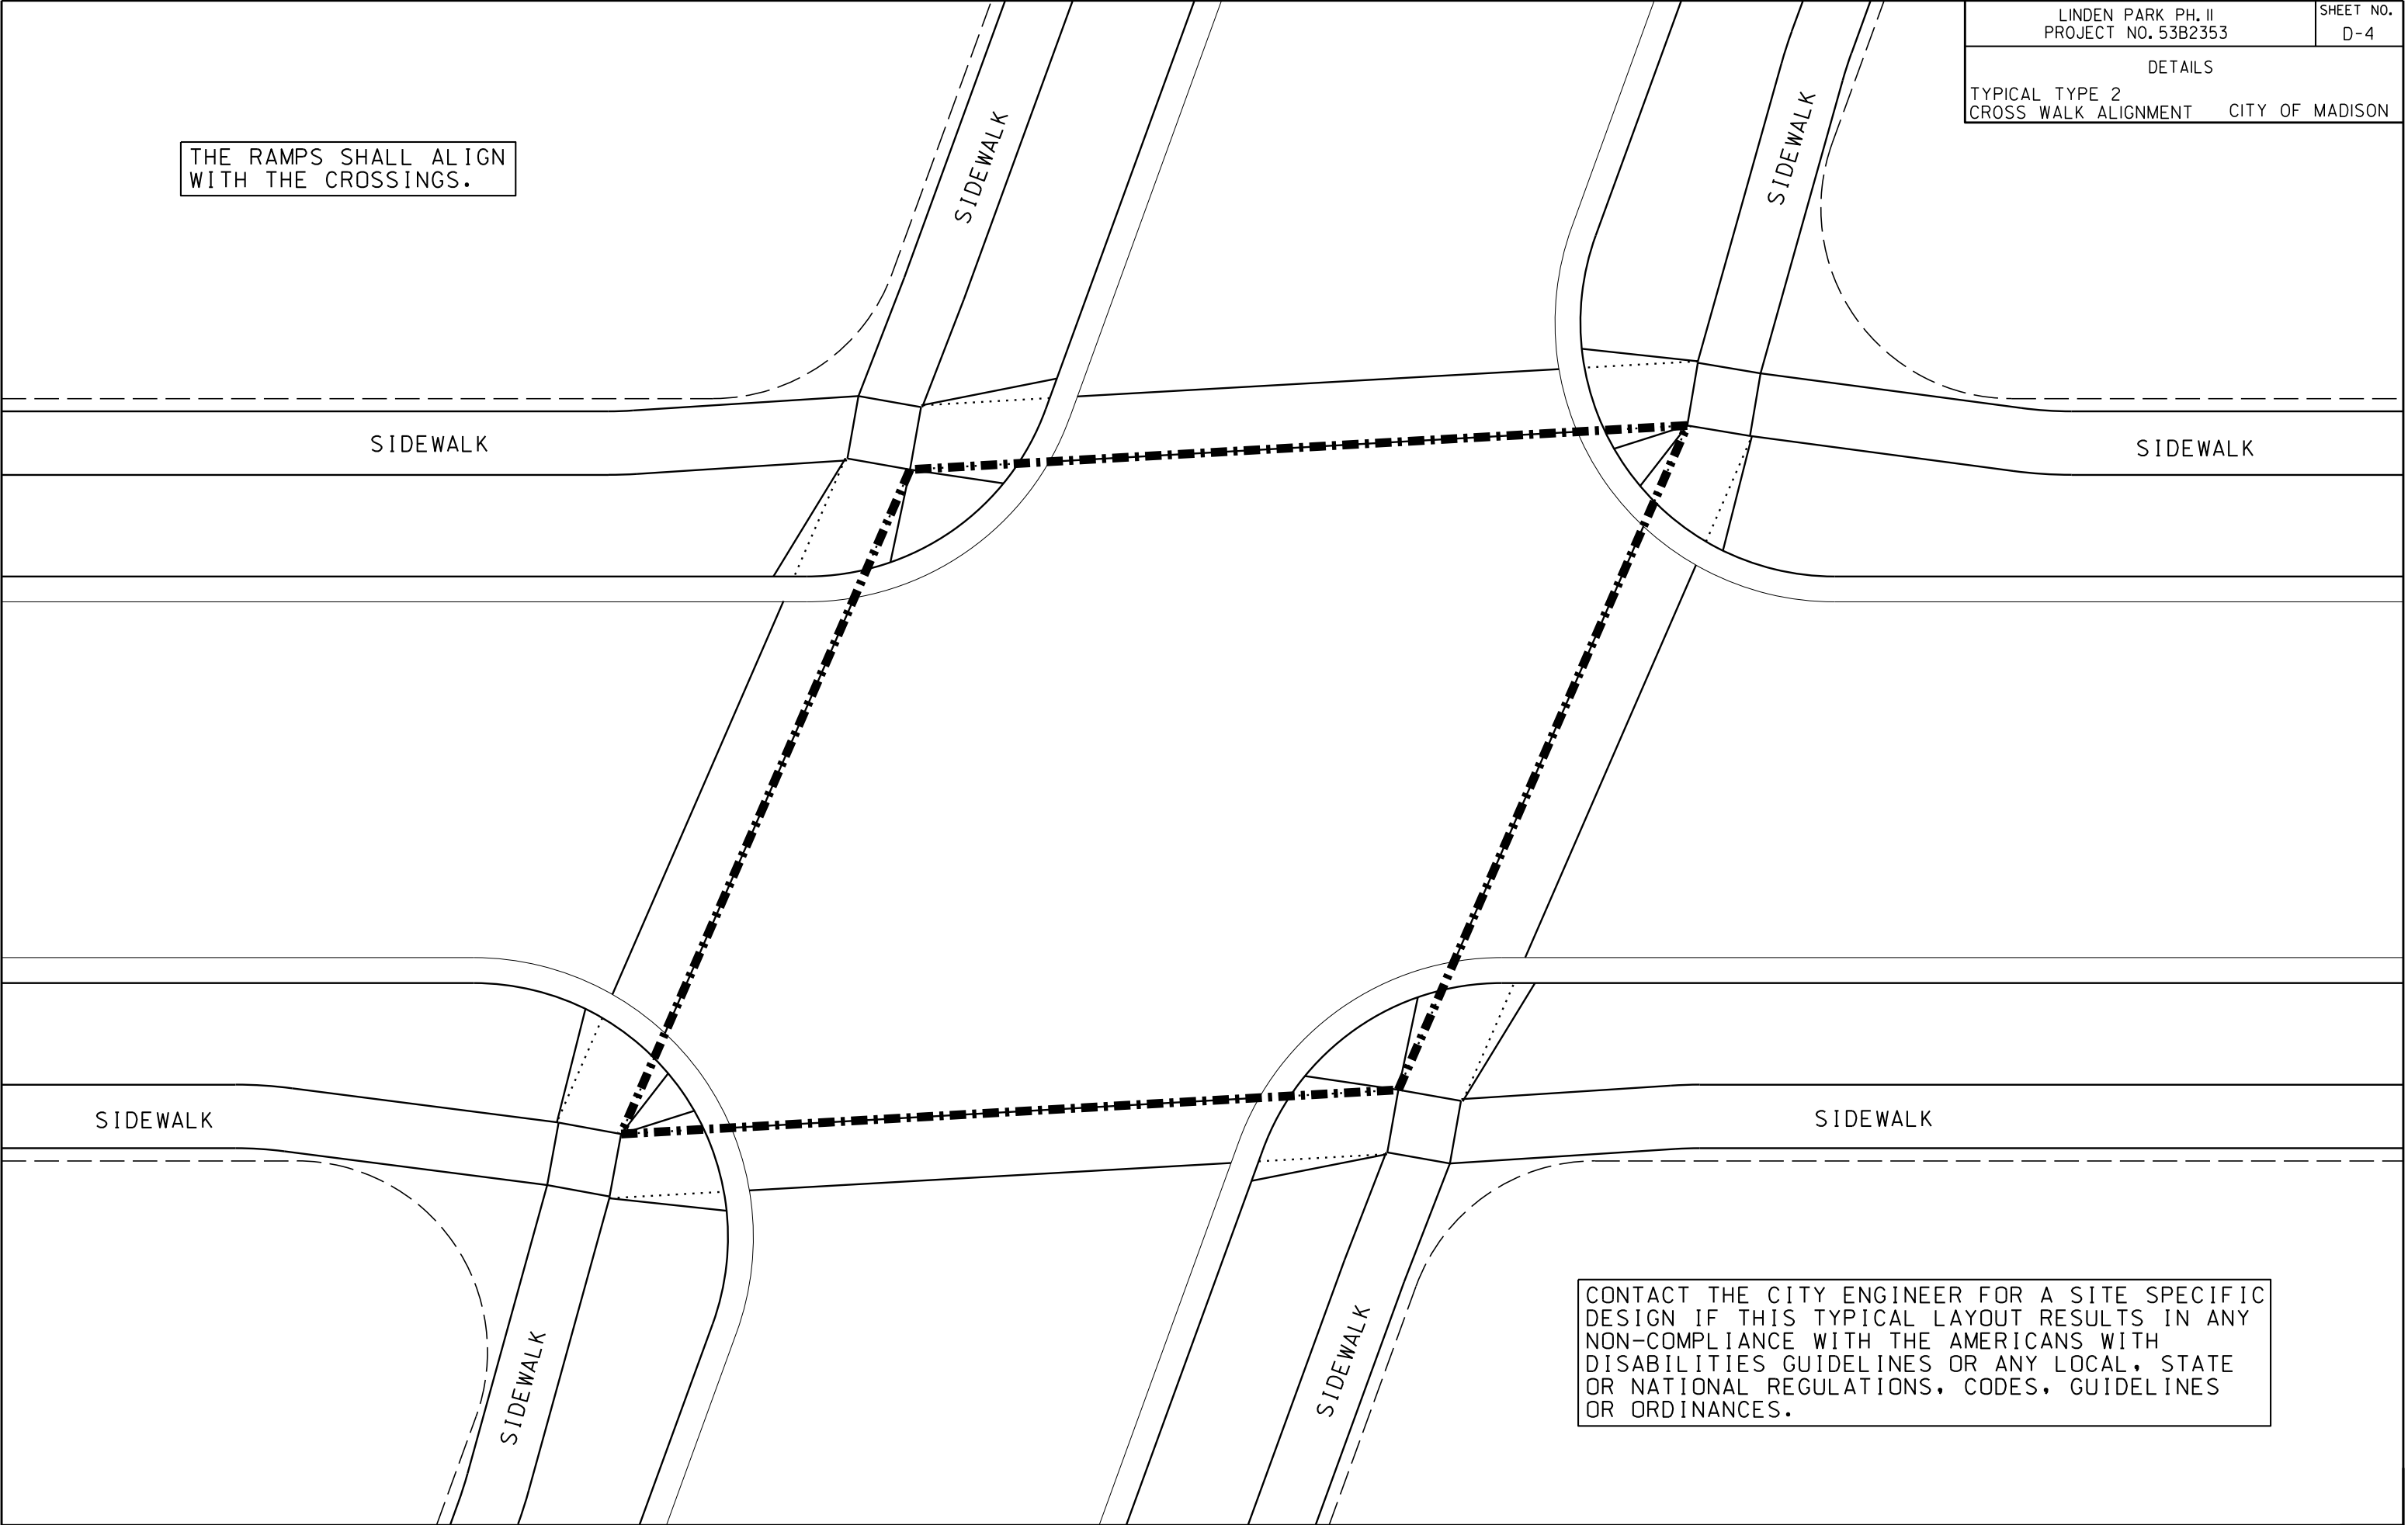 LINDEN PARK PH. II
PROJECT NO. 53B2353
SHEET NO.
D-4
DETAILS
TYPICAL TYPE 2
CROSS WALK ALIGNMENT CITY OF MADISON
THE RAMPS SHALL ALIGN
WITH THE CROSSINGS.
SIDEWALK
SIDEWALK
SIDEWALK
SIDEWALK
SIDEWALK
SIDEWALK
SIDEWALK
SIDEWALK
CONTACT THE CITY ENGINEER FOR A SITE SPECIFIC
DESIGN IF THIS TYPICAL LAYOUT RESULTS IN ANY
NON-COMPLIANCE WITH THE AMERICANS WITH
DISABILITIES GUIDELINES OR ANY LOCAL, STATE
OR NATIONAL REGULATIONS, CODES, GUIDELINES
OR ORDINANCES.